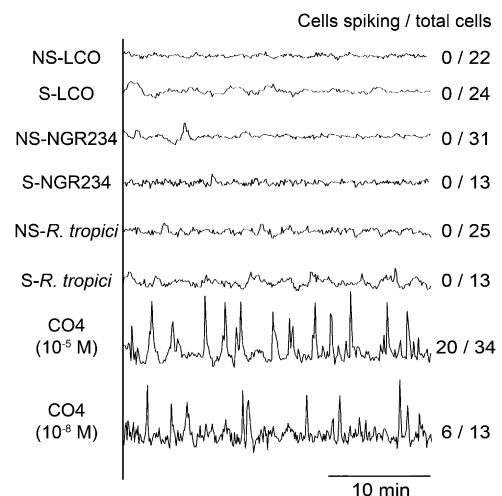 Cells spiking / total cells
NS-LCO 0 / 22
S-LCO 0 / 24
NS-NGR234 0 / 31
S-NGR234 0 / 13
NS-R. tropici 0 / 25
S-R. tropici 0 / 13
CO4
(10⁻⁵ M) 20 / 34
CO4
(10⁻⁸ M) 6 / 13
10 min